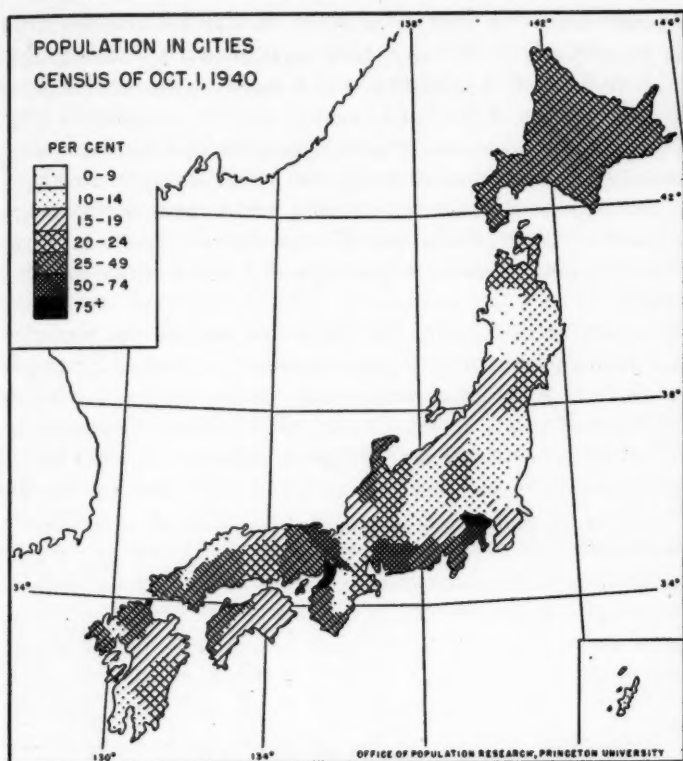 138° 142° 144°
POPULATION IN CITIES
CENSUS OF OCT. 1, 1940
PER CENT
0-9
10-14
15-19
20-24
25-49
50-74
75+
42°
38°
34° 34°
130° 134°
OFFICE OF POPULATION RESEARCH, PRINCETON UNIVERSITY